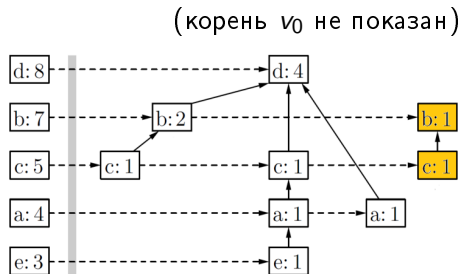 (корень v₀ не показан)
d: 8 d: 4
b: 7 b: 2 b: 1
c: 5 c: 1 c: 1 c: 1
a: 4 a: 1 a: 1
e: 3 e: 1